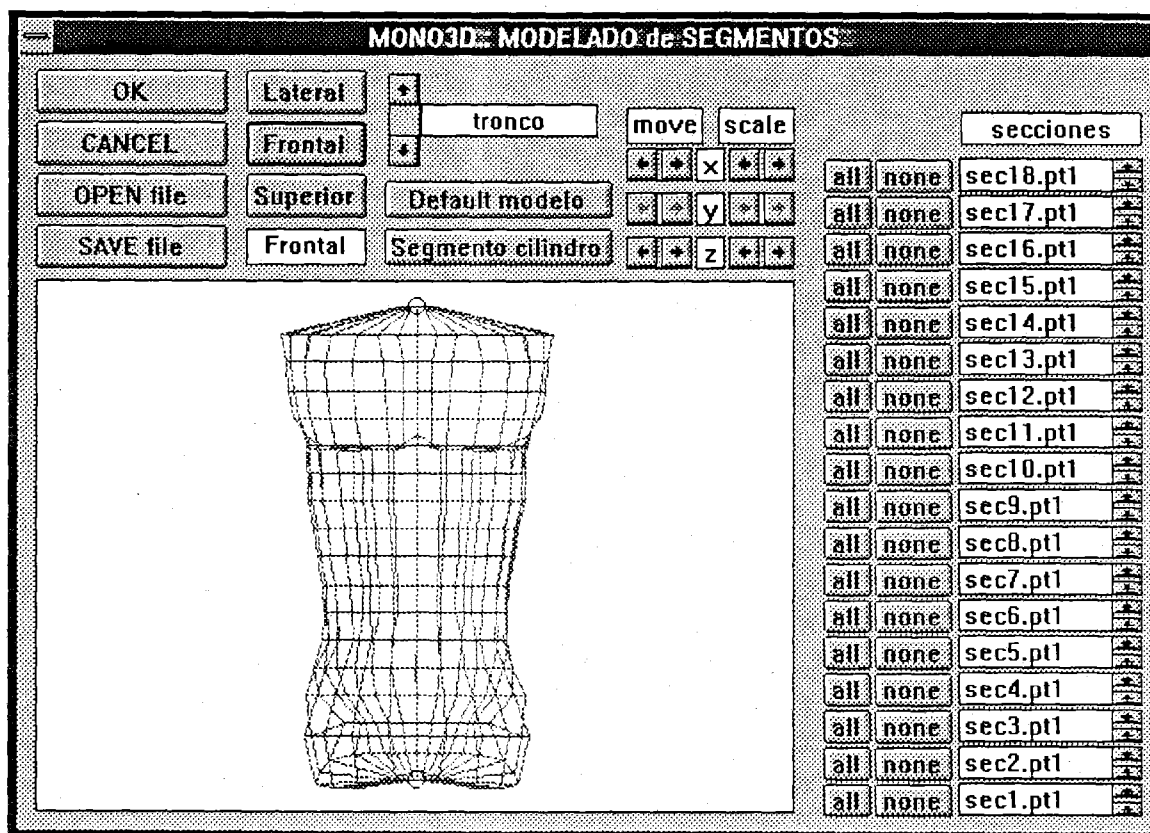 MONO3D:: MODELADO de SEGMENTOS::
OK
Lateral
CANCEL
Frontal
OPEN file
Superior
SAVE file
Frontal
tronco
Default modelo
Segmento cilindro
move scale
x
y
z
secciones
all none sec18.pt1
all none sec17.pt1
all none sec16.pt1
all none sec15.pt1
all none sec14.pt1
all none sec13.pt1
all none sec12.pt1
all none sec11.pt1
all none sec10.pt1
all none sec9.pt1
all none sec8.pt1
all none sec7.pt1
all none sec6.pt1
all none sec5.pt1
all none sec4.pt1
all none sec3.pt1
all none sec2.pt1
all none sec1.pt1